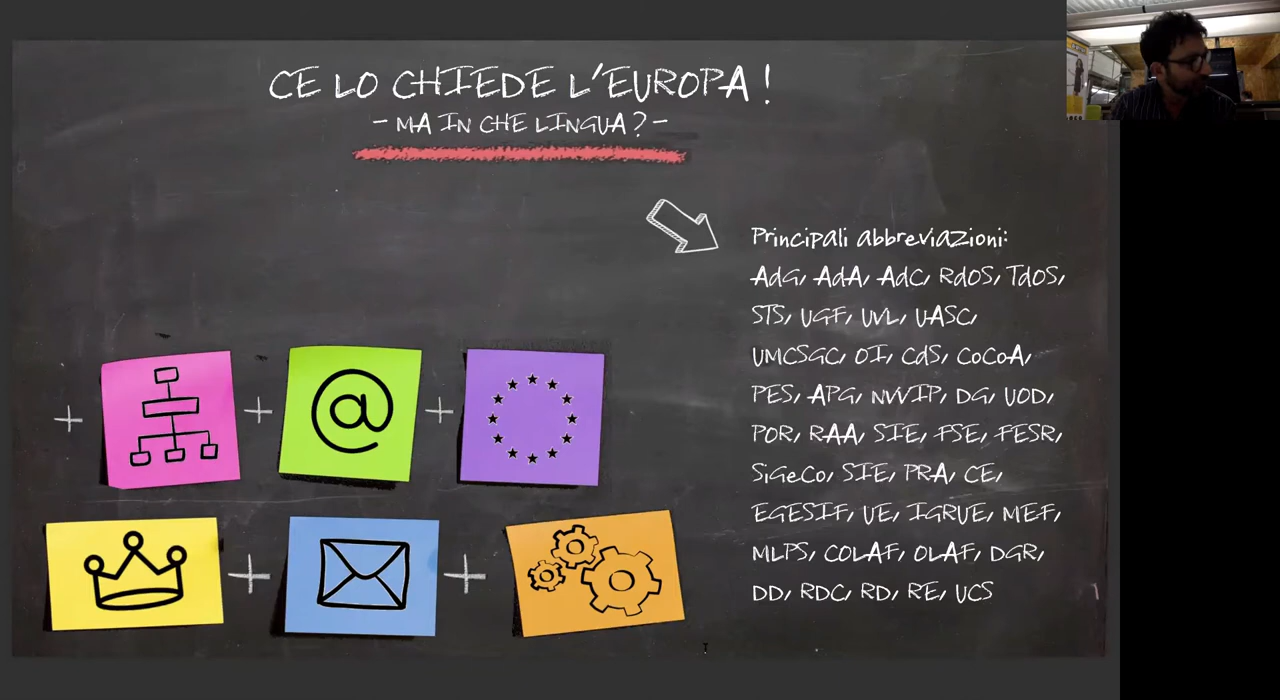 CE LO CHIEDE L'EUROPA!
- MA IN CHE LINGUA? -
Principali abbreviazioni:
AdG, AdA, AdC, RdOS, TdOS,
STS, UGF, UVL, UASC,
UMCSGC, OI, CdS, CoCoA,
PES, APG, NVVIP, DG, UOD,
POR, RAA, SIE, FSE, FESR,
SiGeCo, SIE, PRA, CE,
EGESIF, UE, IGRUE, MEF,
MLPS, COLAF, OLAF, DGR,
DD, RDC, RD, RE, UCS